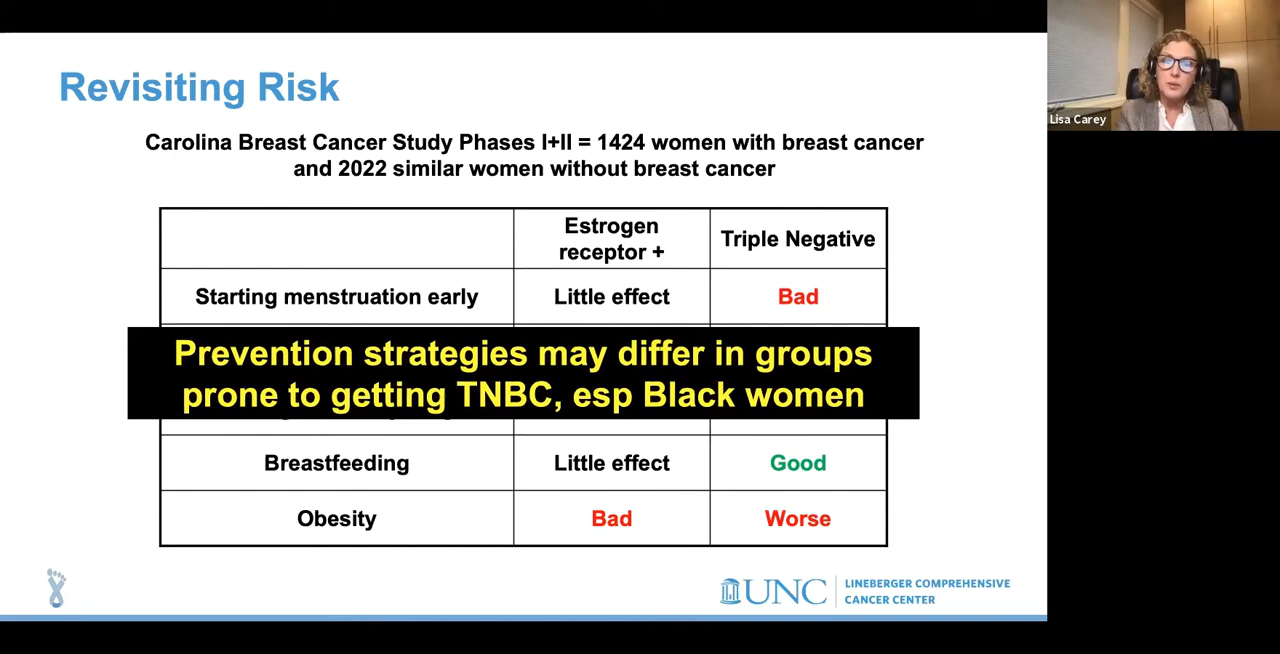 Revisiting Risk
Lisa Carey
Carolina Breast Cancer Study Phases I+II = 1424 women with breast cancer
and 2022 similar women without breast cancer
Estrogen
receptor +
Triple Negative
Starting menstruation early
Little effect
Bad
Prevention strategies may differ in groups
prone to getting TNBC, esp Black women
Breastfeeding
Little effect
Good
Obesity
Bad
Worse
UNC
LINEBERGER COMPREHENSIVE
CANCER CENTER